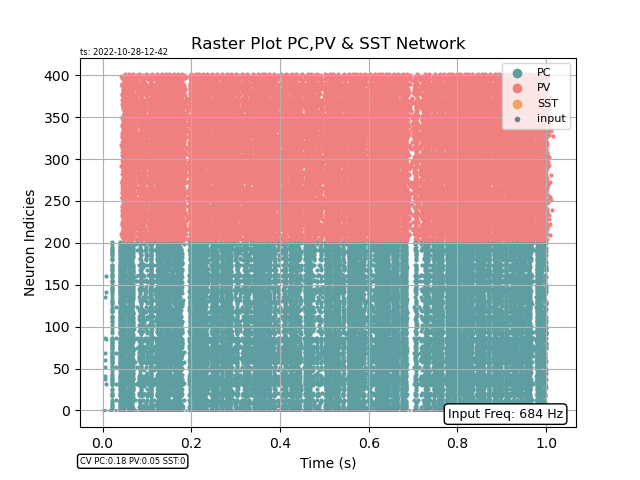 Raster Plot PC,PV & SST Network
ts: 2022-10-28-12-42
PC
PV
SST
input
400
350
300
250
200
150
100
50
0
Neuron Indicies
Input Freq: 684 Hz
0.0 0.2 0.4 0.6 0.8 1.0
Time (s)
CV PC:0.18 PV:0.05 SST:0